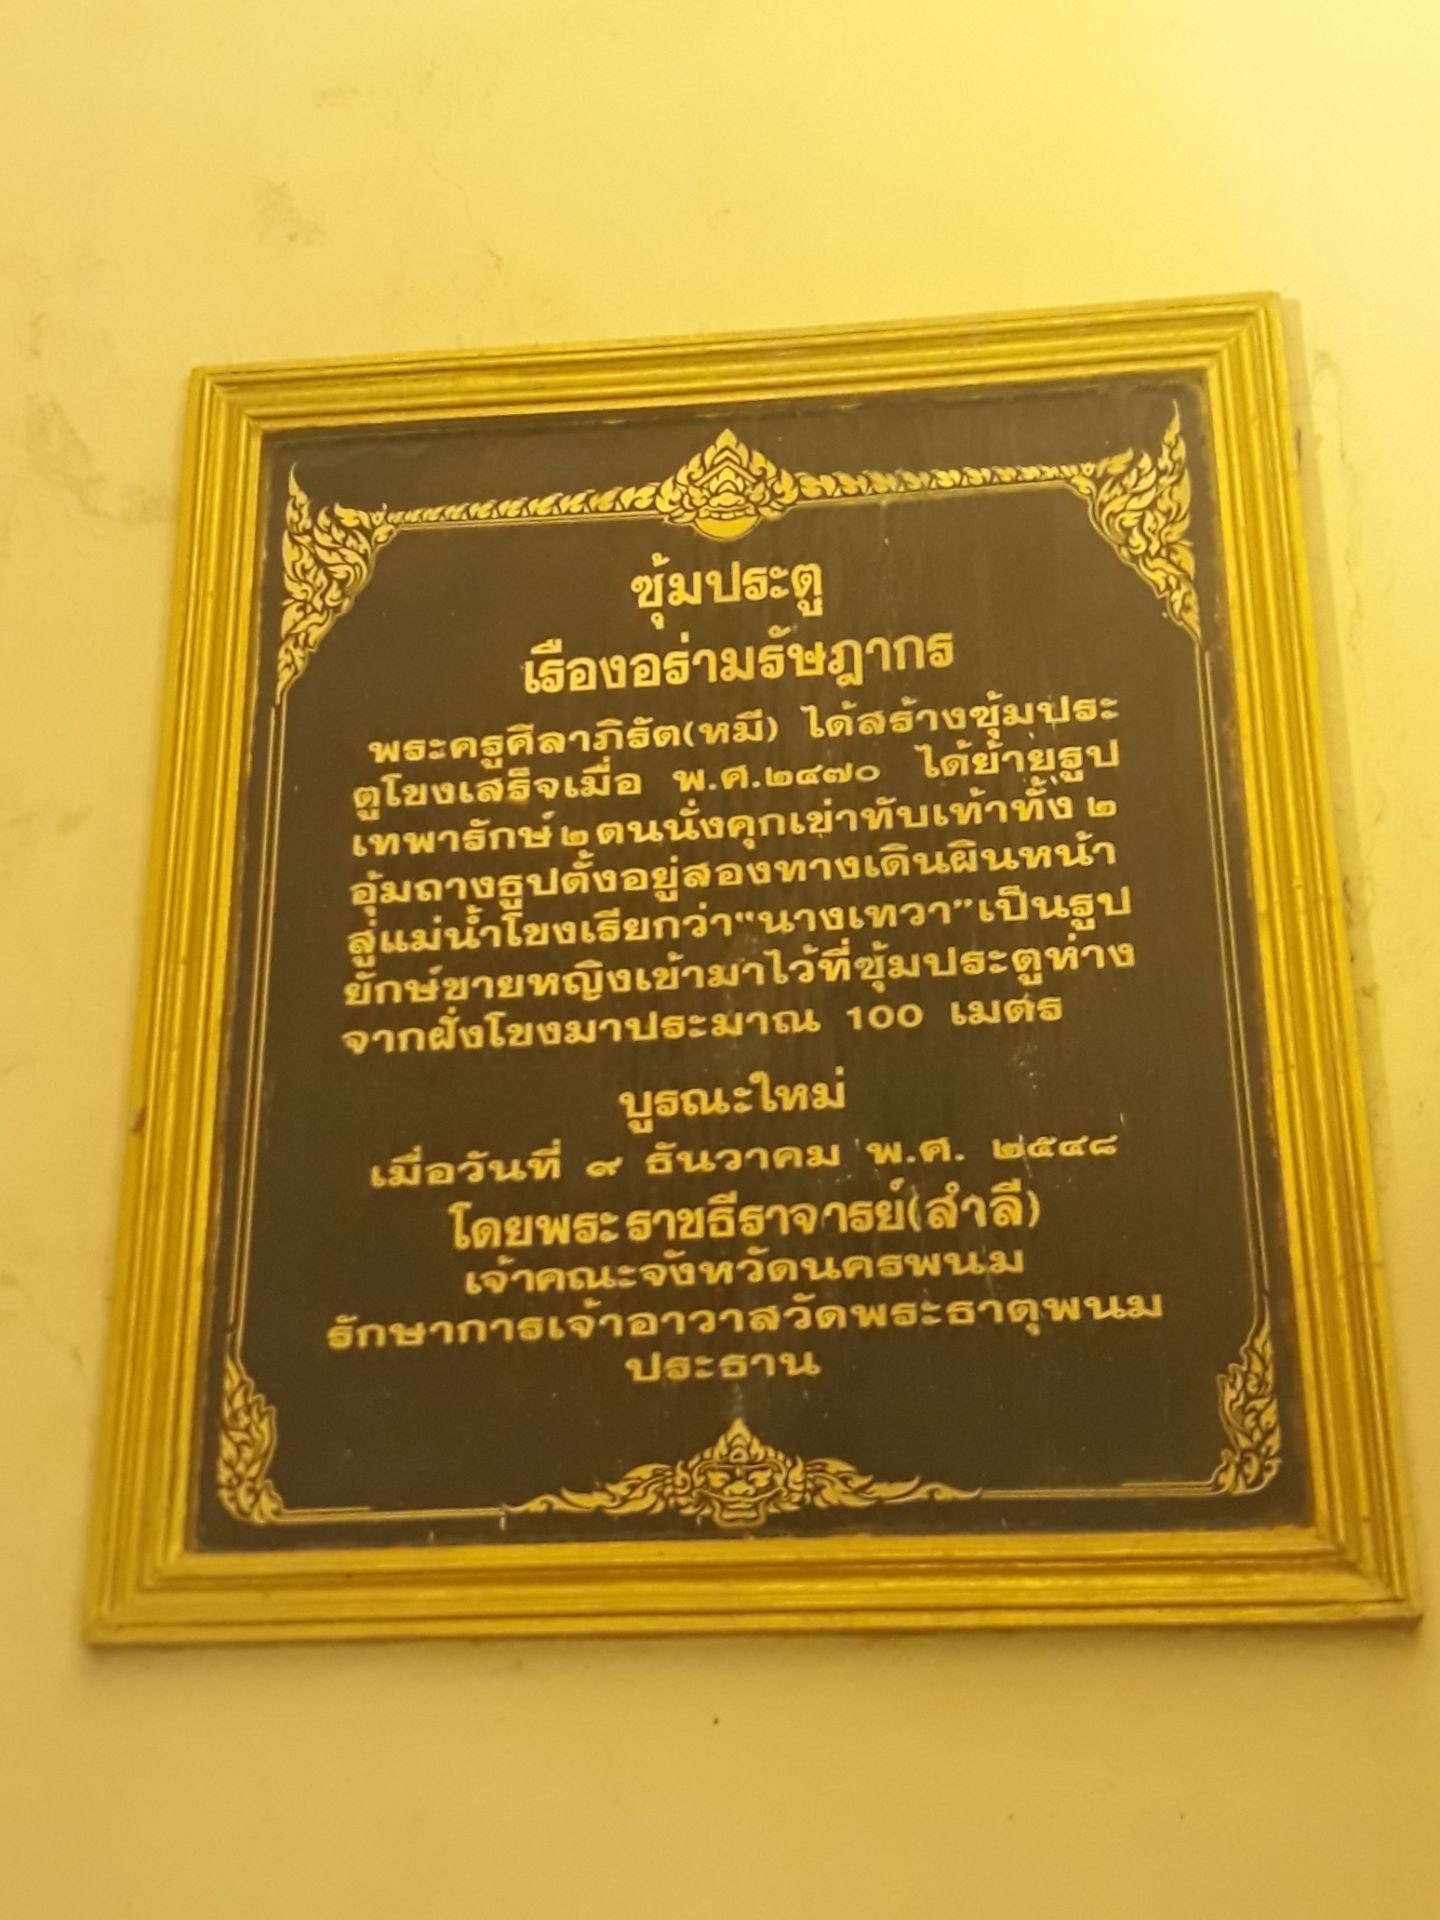 ซุ้มประตู
เรืองอร่ามรัษฎากร
พระครูศีลาภิรัต(หมี) ได้สร้างซุ้มประ
ตูโขงเสร็จเมื่อ พ.ศ.๒๔๗๐ ได้ย้ายรูป
เทพารักษ์ ๒ ตนนั่งคุกเข่าทับเท้าทั้ง ๒
อุ้มถางธูปตั้งอยู่สองทางเดินผินหน้า
สู่แม่น้ำโขงเรียกว่า“นางเทวา”เป็นรูป
ยักษ์ชายหญิงเข้ามาไว้ที่ซุ้มประตูห่าง
จากฝั่งโขงมาประมาณ 100 เมตร
บูรณะใหม่
เมื่อวันที่ ๙ ธันวาคม พ.ศ. ๒๕๔๘
โดยพระราชธีราจารย์(สำลี)
เจ้าคณะจังหวัดนครพนม
รักษาการเจ้าอาวาสวัดพระธาตุพนม
ประธาน